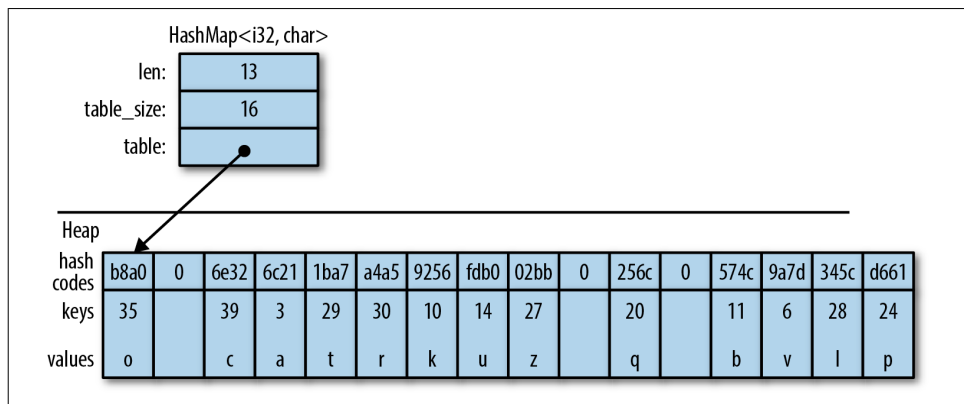 HashMap<i32, char>
len: 13
table_size: 16
table:
Heap
hash codes b8a0 0 6e32 6c21 1ba7 a4a5 9256 fdb0 02bb 0 256c 0 574c 9a7d 345c d661
keys 35 39 3 29 30 10 14 27 20 11 6 28 24
values o c a t r k u z q b v l p